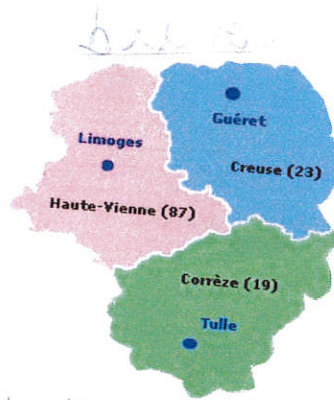 Guéret
Limoges
Creuse (23)
Haute-Vienne (87)
Corrèze (19)
Tulle